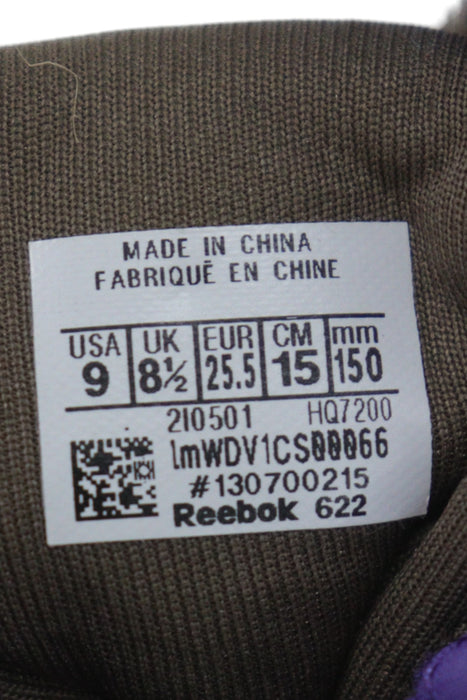 MADE IN CHINA
FABRIQUÉ EN CHINE
USA UK EUR CM mm
9 8½ 25.5 15 150
2I0501 HQ7200
lmWDV1CS00066
#130700215
Reebok 622